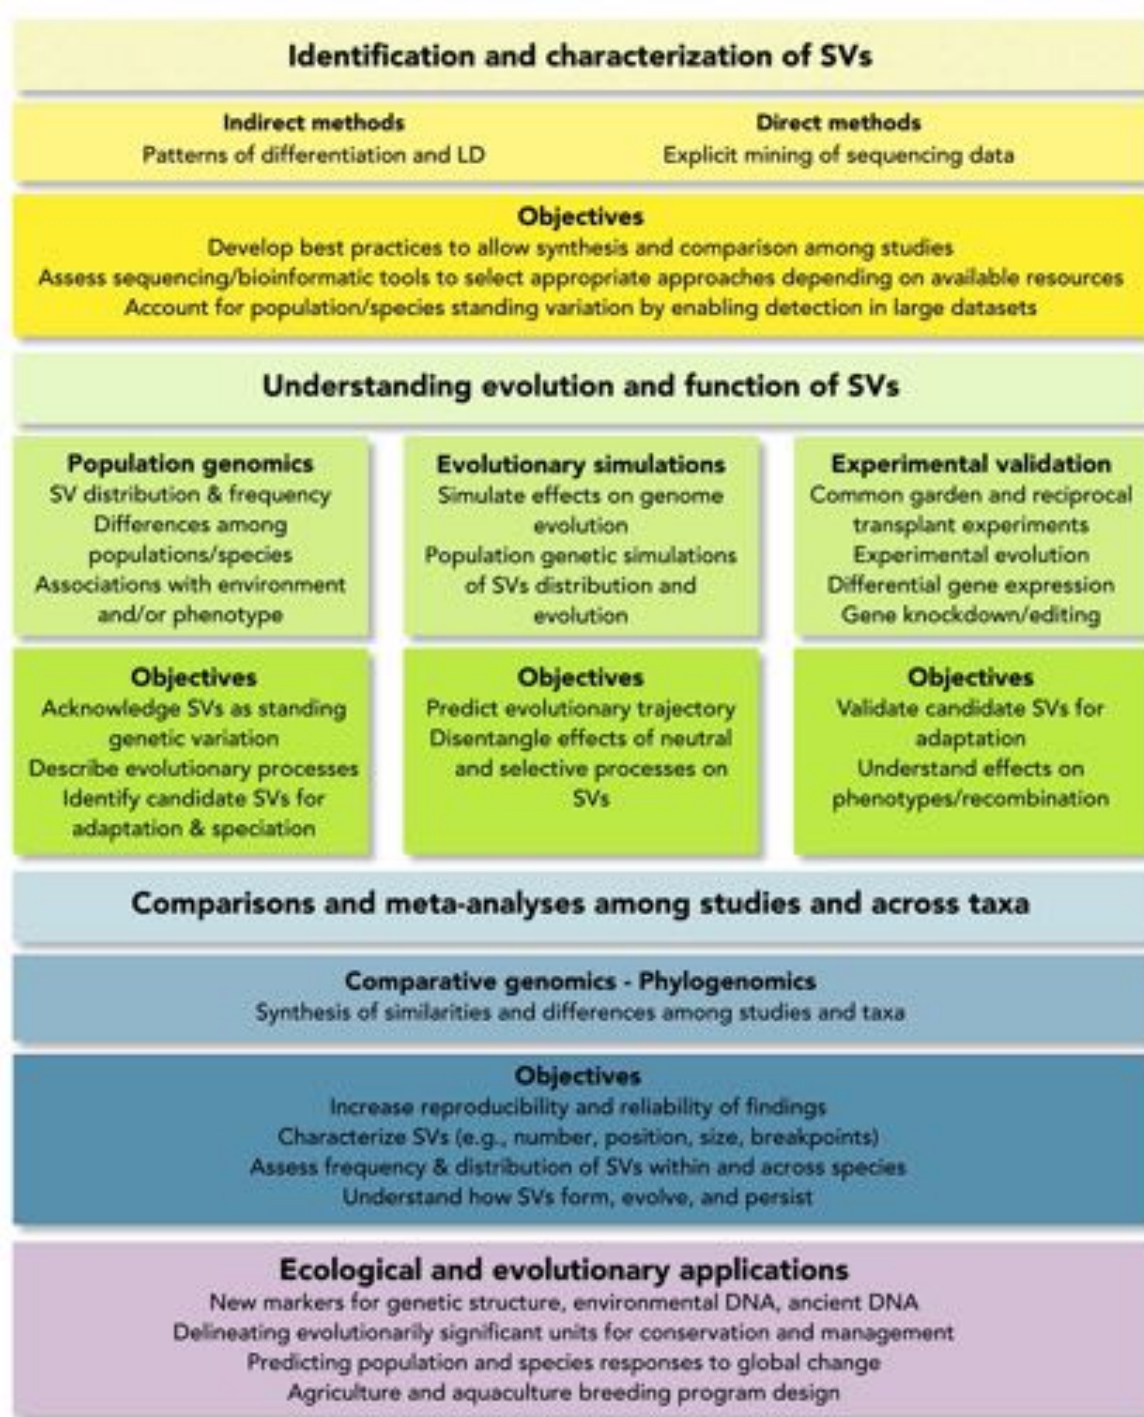 Identification and characterization of SVs
Indirect methods
Patterns of differentiation and LD
Direct methods
Explicit mining of sequencing data
Objectives
Develop best practices to allow synthesis and comparison among studies
Assess sequencing/bioinformatic tools to select appropriate approaches depending on available resources
Account for population/species standing variation by enabling detection in large datasets
Understanding evolution and function of SVs
Population genomics
SV distribution & frequency
Differences among
populations/species
Associations with environment
and/or phenotype
Evolutionary simulations
Simulate effects on genome
evolution
Population genetic simulations
of SVs distribution and
evolution
Experimental validation
Common garden and reciprocal
transplant experiments
Experimental evolution
Differential gene expression
Gene knockdown/editing
Objectives
Acknowledge SVs as standing
genetic variation
Describe evolutionary processes
Identify candidate SVs for
adaptation & speciation
Objectives
Predict evolutionary trajectory
Disentangle effects of neutral
and selective processes on
SVs
Objectives
Validate candidate SVs for
adaptation
Understand effects on
phenotypes/recombination
Comparisons and meta-analyses among studies and across taxa
Comparative genomics - Phylogenomics
Synthesis of similarities and differences among studies and taxa
Objectives
Increase reproducibility and reliability of findings
Characterize SVs (e.g., number, position, size, breakpoints)
Assess frequency & distribution of SVs within and across species
Understand how SVs form, evolve, and persist
Ecological and evolutionary applications
New markers for genetic structure, environmental DNA, ancient DNA
Delineating evolutionarily significant units for conservation and management
Predicting population and species responses to global change
Agriculture and aquaculture breeding program design